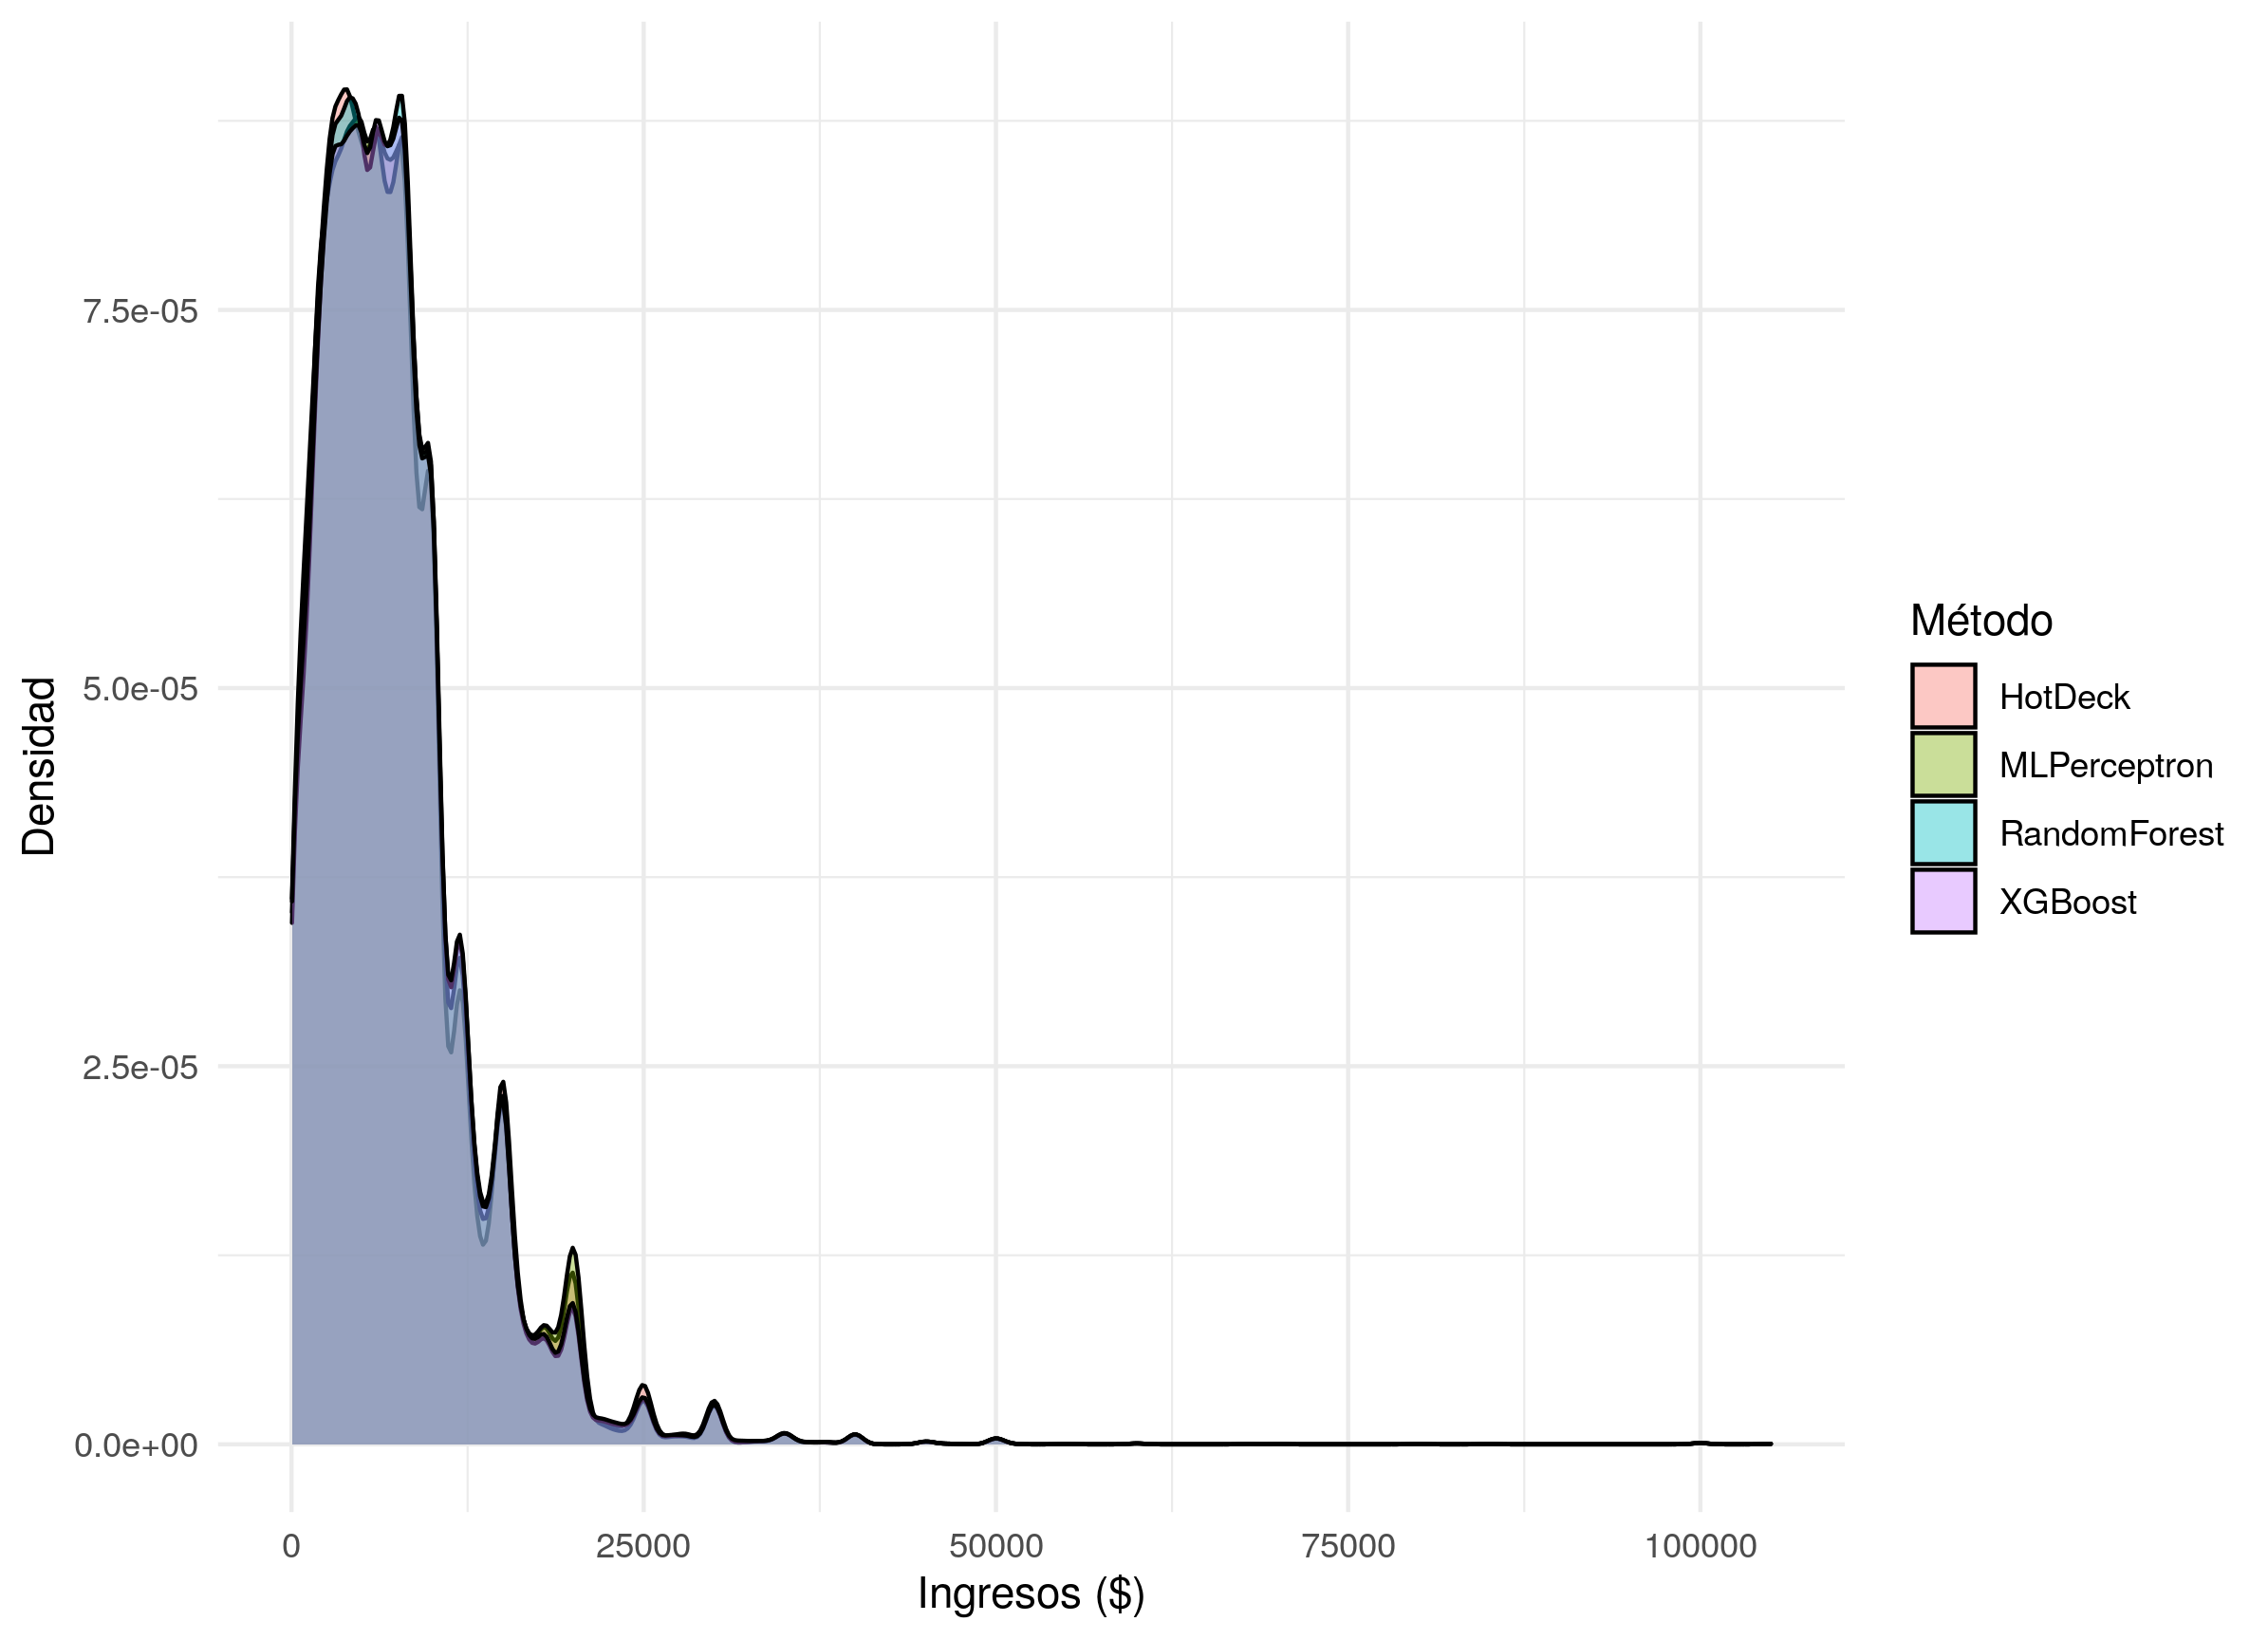 Densidad
7.5e-05
5.0e-05
2.5e-05
0.0e+00
0
25000
50000
75000
100000
Ingresos ($)
Método
HotDeck
MLPerceptron
RandomForest
XGBoost